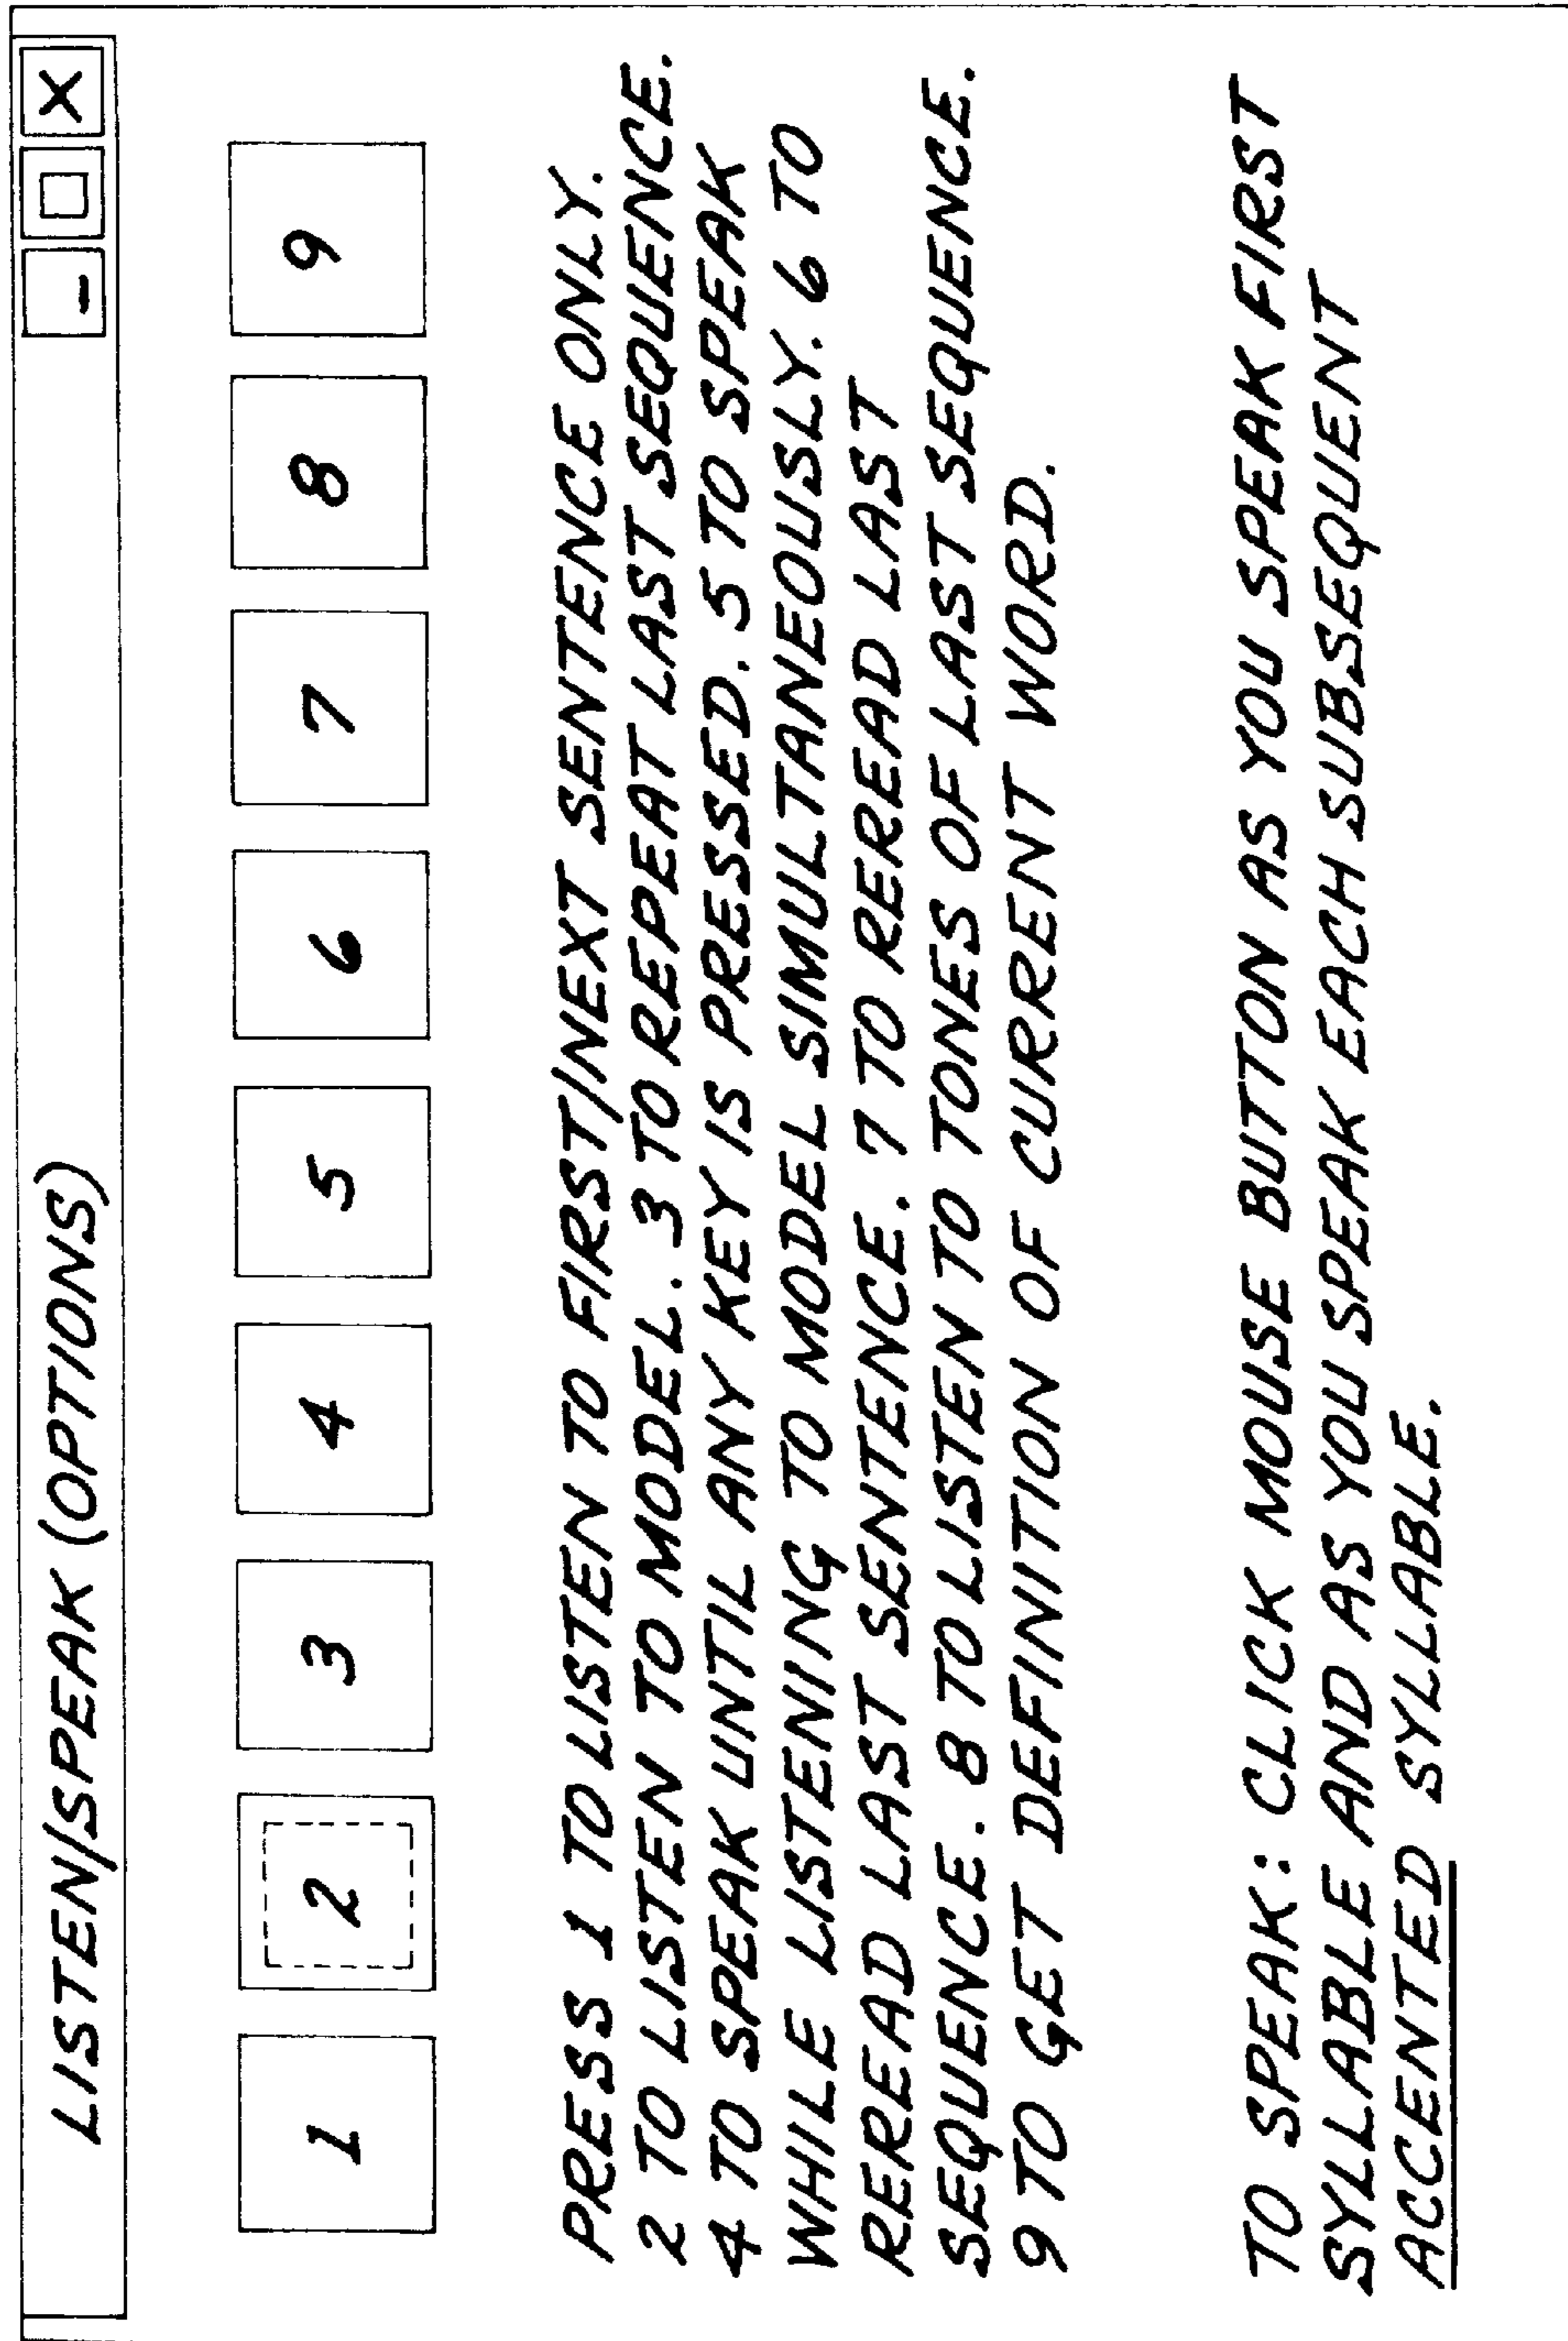 LISTEN/SPEAK (OPTIONS)
– □ X
1 2 3 4 5 6 7 8 9
PRESS 1 TO LISTEN TO FIRST/NEXT SENTENCE ONLY.
2 TO LISTEN TO MODEL. 3 TO REPEAT LAST SEQUENCE.
4 TO SPEAK UNTIL ANY KEY IS PRESSED. 5 TO SPEAK
WHILE LISTENING TO MODEL SIMULTANEOUSLY. 6 TO
REREAD LAST SENTENCE. 7 TO REREAD LAST
SEQUENCE. 8 TO LISTEN TO TONES OF LAST SEQUENCE.
9 TO GET DEFINITION OF CURRENT WORD.
TO SPEAK: CLICK MOUSE BUTTON AS YOU SPEAK FIRST
SYLLABLE AND AS YOU SPEAK EACH SUBSEQUENT
ACCENTED SYLLABLE.